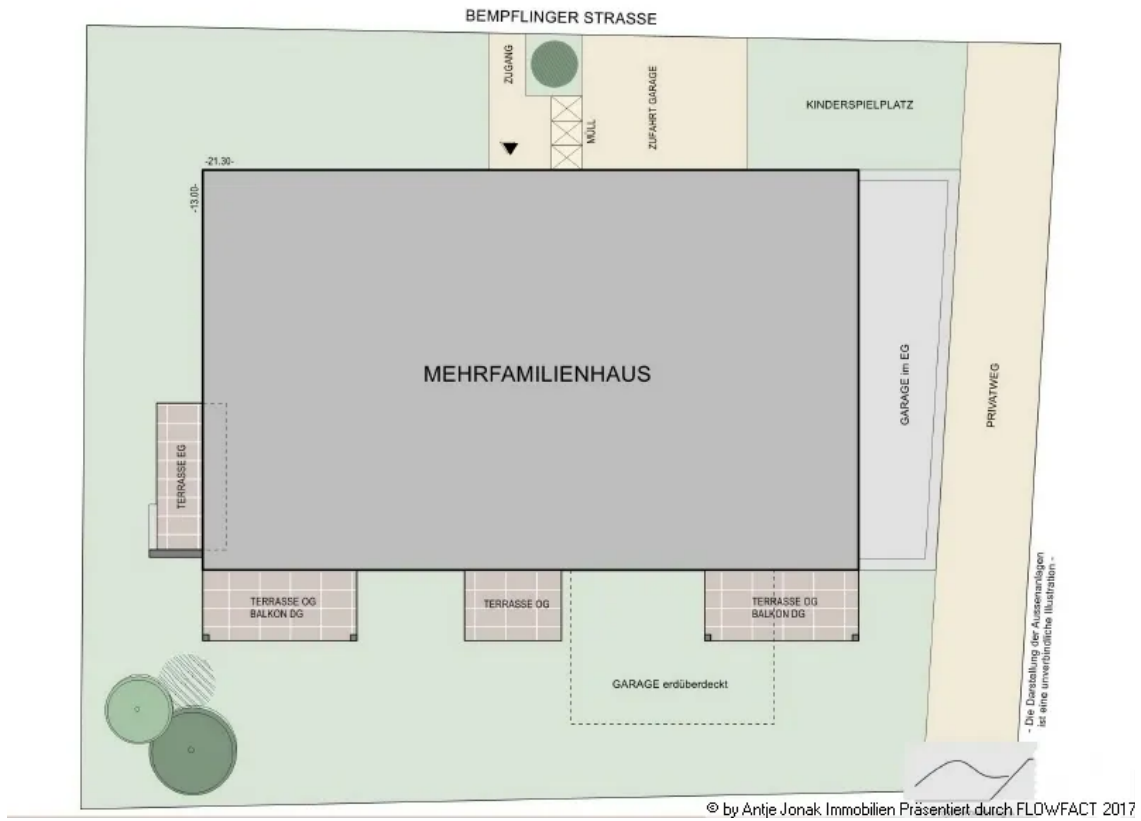 BEMPFLINGER STRASSE
ZUGANG
MÜLL
ZUFAHRT GARAGE
KINDERSPIELPLATZ
-21.30-
-13.00-
MEHRFAMILIENHAUS
GARAGE im EG
PRIVATWEG
TERRASSE EG
TERRASSE OG
BALKON DG
TERRASSE OG
TERRASSE OG
BALKON DG
GARAGE erdüberdeckt
- Die Darstellung der Aussenanlagen
ist eine unverbindliche Illustration -
© by Antje Jonak Immobilien Präsentiert durch FLOWFACT 2017